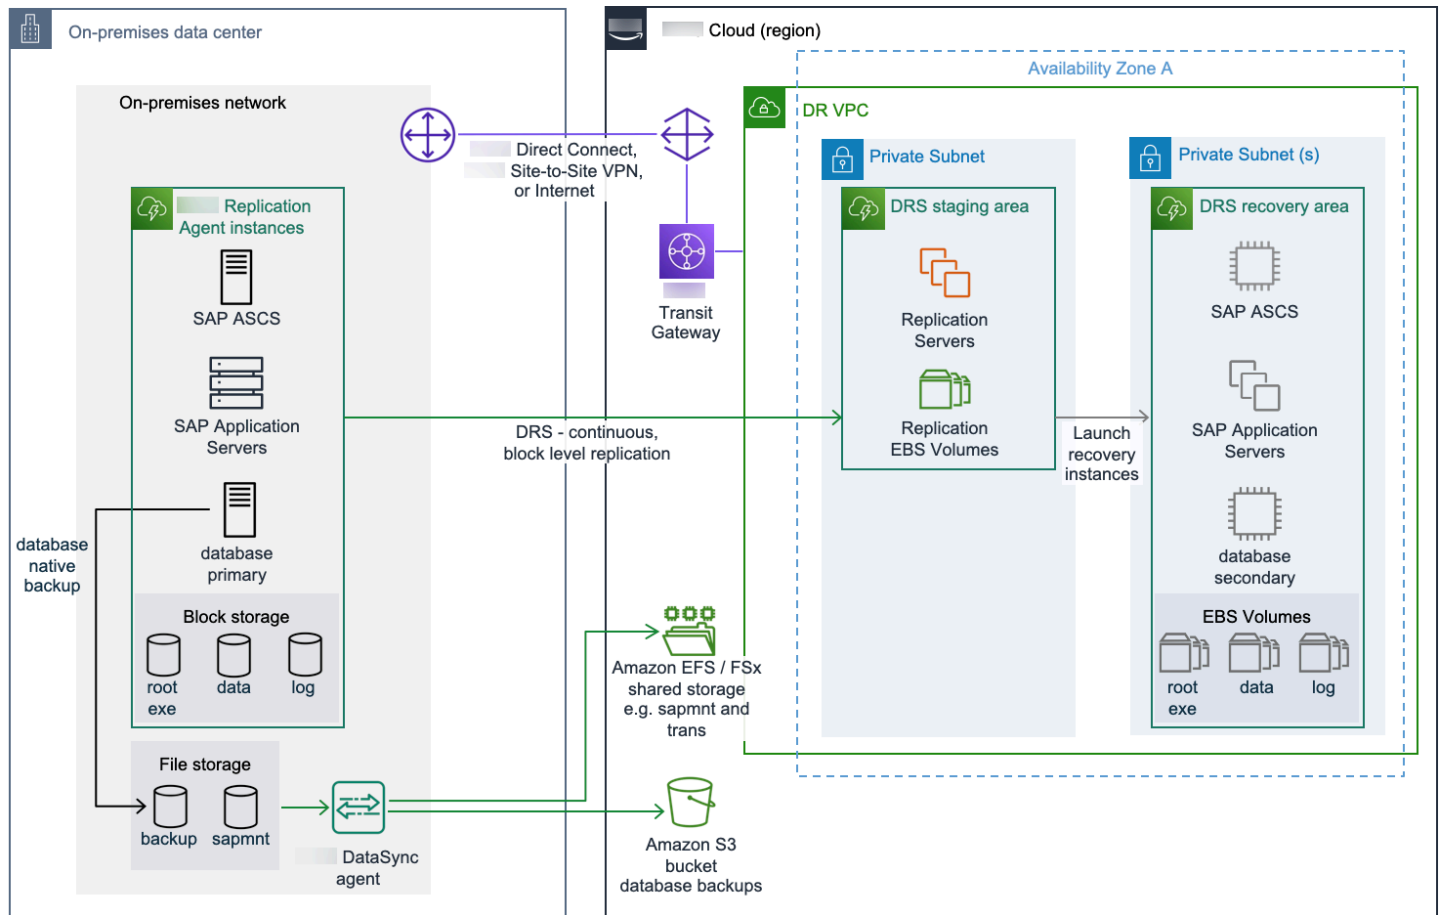 On-premises data center
Cloud (region)
Availability Zone A
On-premises network
DR VPC
Direct Connect,
Site-to-Site VPN,
or Internet
Private Subnet
Private Subnet (s)
Replication
Agent instances
DRS staging area
DRS recovery area
SAP ASCS
Transit
Gateway
Replication
Servers
SAP ASCS
SAP Application
Servers
DRS - continuous,
block level replication
Replication
EBS Volumes
Launch
recovery
instances
SAP Application
Servers
database
native
backup
database
primary
database
secondary
Block storage
root
exe
data
log
Amazon EFS / FSx
shared storage
e.g. sapmnt and
trans
EBS Volumes
root
exe
data
log
File storage
backup
sapmnt
DataSync
agent
Amazon S3
bucket
database backups